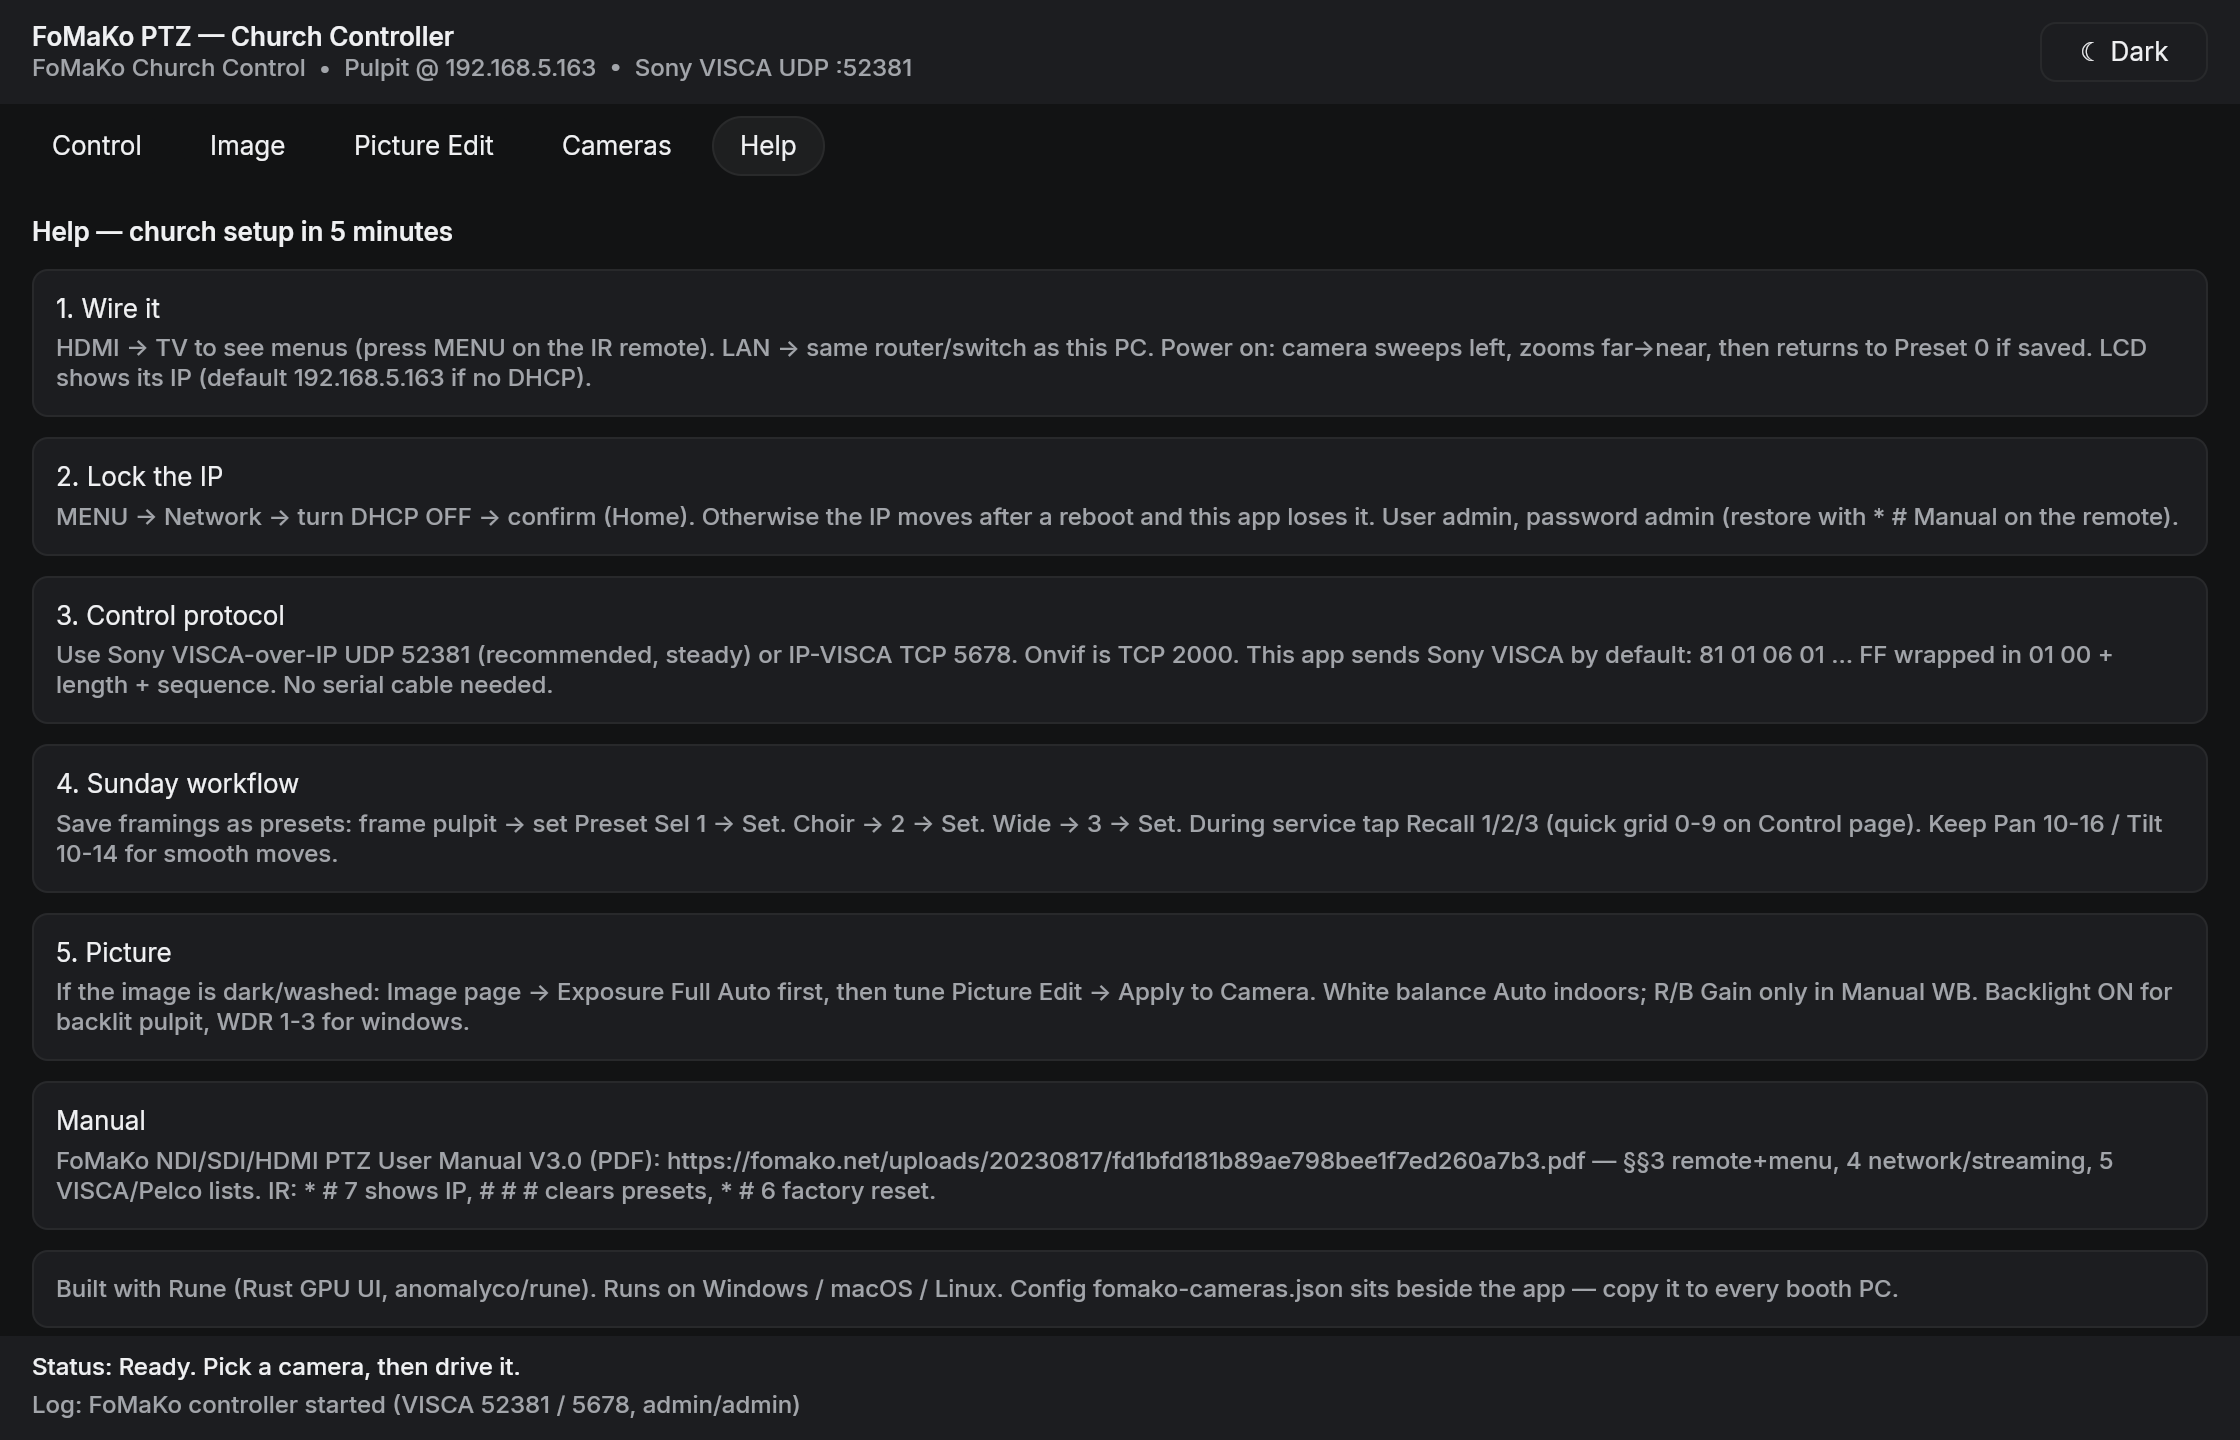 FoMaKo PTZ — Church Controller
FoMaKo Church Control • Pulpit @ 192.168.5.163 • Sony VISCA UDP :52381
☾ Dark
Control Image Picture Edit Cameras Help
Help — church setup in 5 minutes
1. Wire it
HDMI → TV to see menus (press MENU on the IR remote). LAN → same router/switch as this PC. Power on: camera sweeps left, zooms far→near, then returns to Preset 0 if saved. LCD
shows its IP (default 192.168.5.163 if no DHCP).
2. Lock the IP
MENU → Network → turn DHCP OFF → confirm (Home). Otherwise the IP moves after a reboot and this app loses it. User admin, password admin (restore with * # Manual on the remote).
3. Control protocol
Use Sony VISCA-over-IP UDP 52381 (recommended, steady) or IP-VISCA TCP 5678. Onvif is TCP 2000. This app sends Sony VISCA by default: 81 01 06 01 ... FF wrapped in 01 00 +
length + sequence. No serial cable needed.
4. Sunday workflow
Save framings as presets: frame pulpit → set Preset Sel 1 → Set. Choir → 2 → Set. Wide → 3 → Set. During service tap Recall 1/2/3 (quick grid 0-9 on Control page). Keep Pan 10-16 / Tilt
10-14 for smooth moves.
5. Picture
If the image is dark/washed: Image page → Exposure Full Auto first, then tune Picture Edit → Apply to Camera. White balance Auto indoors; R/B Gain only in Manual WB. Backlight ON for
backlit pulpit, WDR 1-3 for windows.
Manual
FoMaKo NDI/SDI/HDMI PTZ User Manual V3.0 (PDF): https://fomako.net/uploads/20230817/fd1bfd181b89ae798bee1f7ed260a7b3.pdf — §§3 remote+menu, 4 network/streaming, 5
VISCA/Pelco lists. IR: * # 7 shows IP, # # # clears presets, * # 6 factory reset.
Built with Rune (Rust GPU UI, anomalyco/rune). Runs on Windows / macOS / Linux. Config fomako-cameras.json sits beside the app — copy it to every booth PC.
Status: Ready. Pick a camera, then drive it.
Log: FoMaKo controller started (VISCA 52381 / 5678, admin/admin)